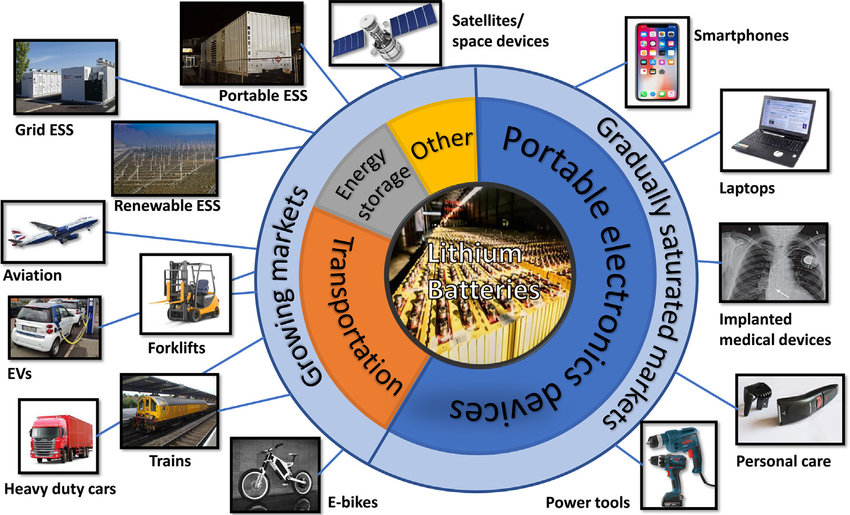 Satellites/
space devices
Smartphones
Portable ESS
Grid ESS
Laptops
Renewable ESS
Aviation
Implanted
medical devices
Forklifts
EVs
Personal care
Trains
Heavy duty cars
E-bikes
Power tools
Growing markets
Gradually saturated markets
Other
Energy
storage
Transportation
Portable electronics devices
Lithium
Batteries
R
L